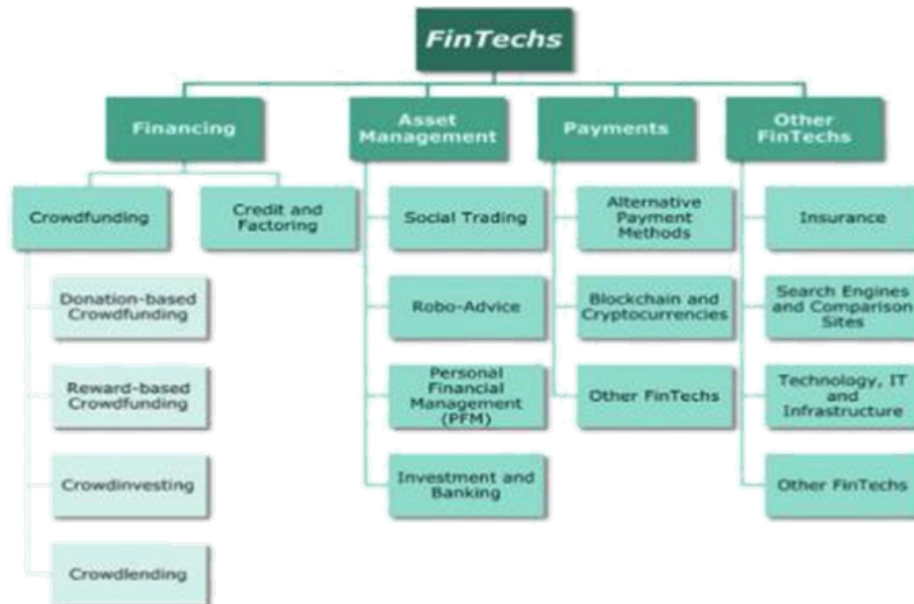 FinTechs
Financing
Asset
Management
Payments
Other
FinTechs
Crowdfunding
Credit and
Factoring
Social Trading
Alternative
Payment
Methods
Insurance
Donation-based
Crowdfunding
Robo-Advice
Blockchain and
Cryptocurrencies
Search Engines
and Comparison
Sites
Reward-based
Crowdfunding
Personal
Financial
Management
(PFM)
Other FinTechs
Technology, IT
and
Infrastructure
Crowdinvesting
Investment and
Banking
Other FinTechs
Crowdlending